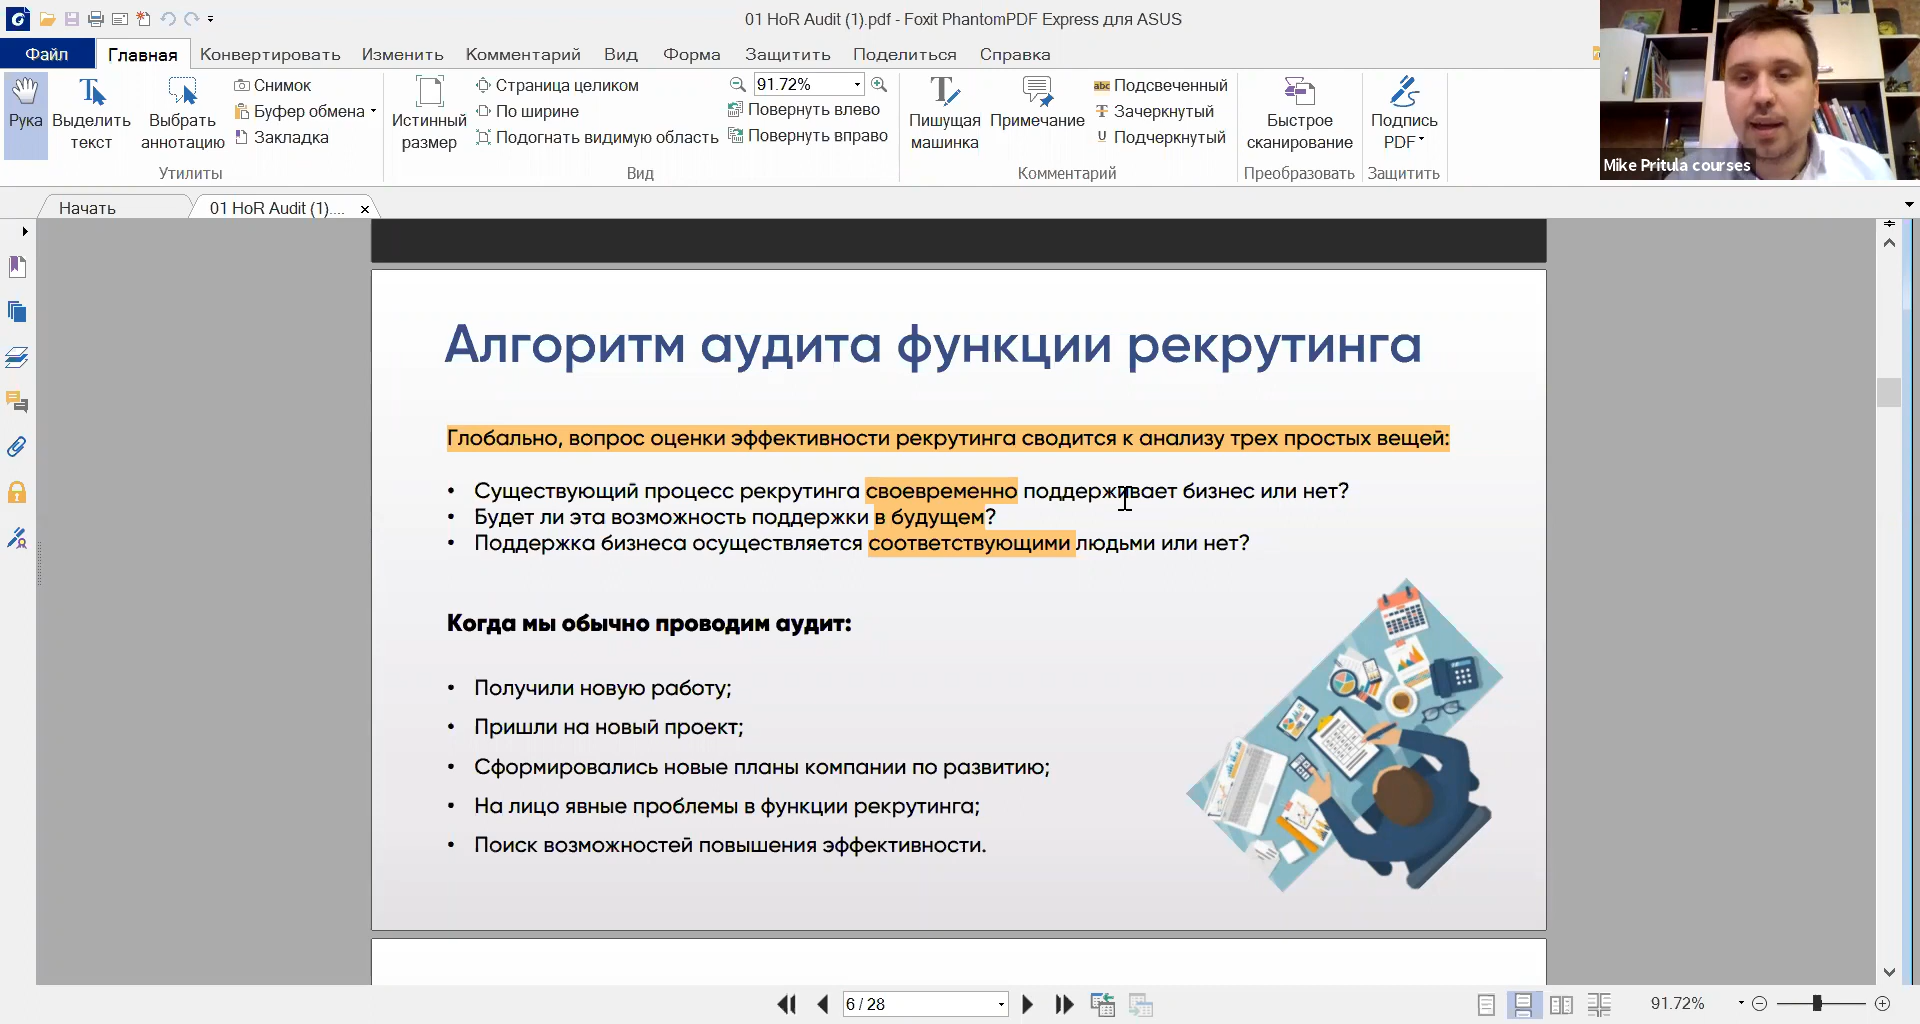 01 HoR Audit (1).pdf - Foxit PhantomPDF Express для ASUS
Файл Главная Конвертировать Изменить Комментарий Вид Форма Защитить Поделиться Справка
Рука
Выделить текст
Выбрать аннотацию
Снимок
Буфер обмена
Закладка
Утилиты
Истинный размер
Страница целиком
По ширине
Подогнать видимую область
91.72%
Повернуть влево
Повернуть вправо
Вид
Пишущая машинка
Примечание
abc Подсвеченный
T Зачеркнутый
U Подчеркнутый
Комментарий
Быстрое сканирование
Преобразовать
Подпись PDF
Защитить
Mike Pritula courses
Начать
01 HoR Audit (1)....
Алгоритм аудита функции рекрутинга
Глобально, вопрос оценки эффективности рекрутинга сводится к анализу трех простых вещей:
• Существующий процесс рекрутинга своевременно поддерживает бизнес или нет?
• Будет ли эта возможность поддержки в будущем?
• Поддержка бизнеса осуществляется соответствующими людьми или нет?
Когда мы обычно проводим аудит:
• Получили новую работу;
• Пришли на новый проект;
• Сформировались новые планы компании по развитию;
• На лицо явные проблемы в функции рекрутинга;
• Поиск возможностей повышения эффективности.
6 / 28
91.72%